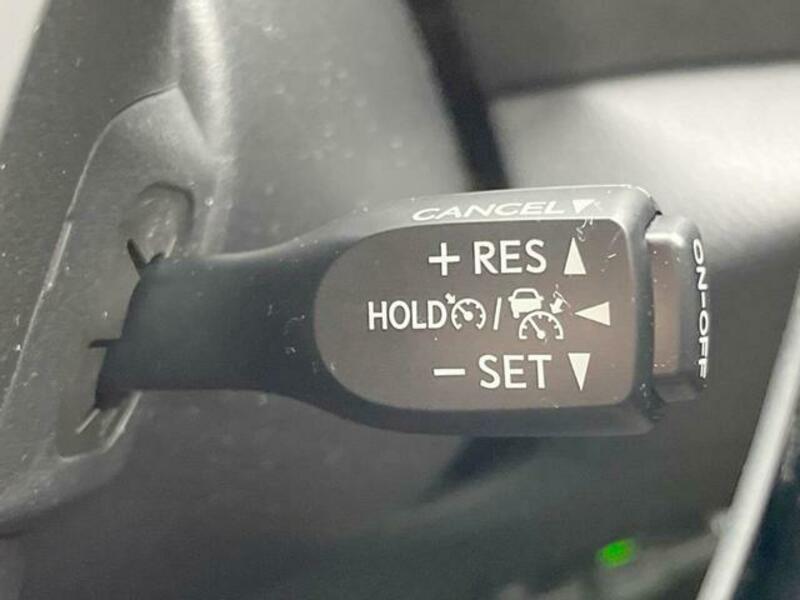 CANCEL
+ RES
HOLD /
- SET
ON-OFF